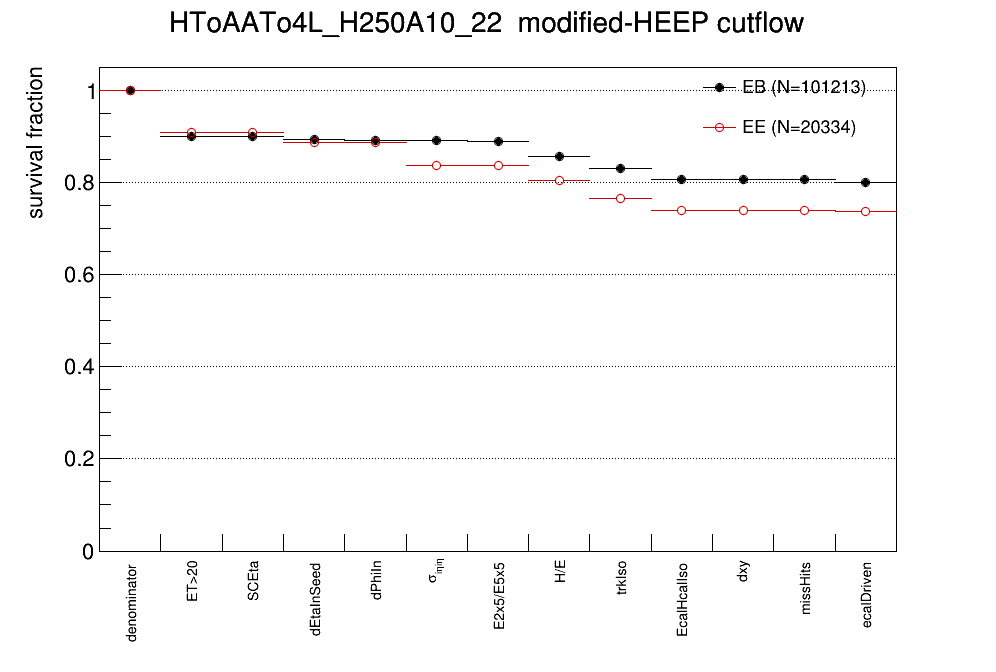 HToAATo4L_H250A10_22 modified-HEEP cutflow
survival fraction
1
0.8
0.6
0.4
0.2
0
EB (N=101213)
EE (N=20334)
denominator
ET>20
SCEta
dEtaInSeed
dPhiIn
σiηiη
E2x5/E5x5
H/E
trkIso
EcalHcalIso
dxy
missHits
ecalDriven